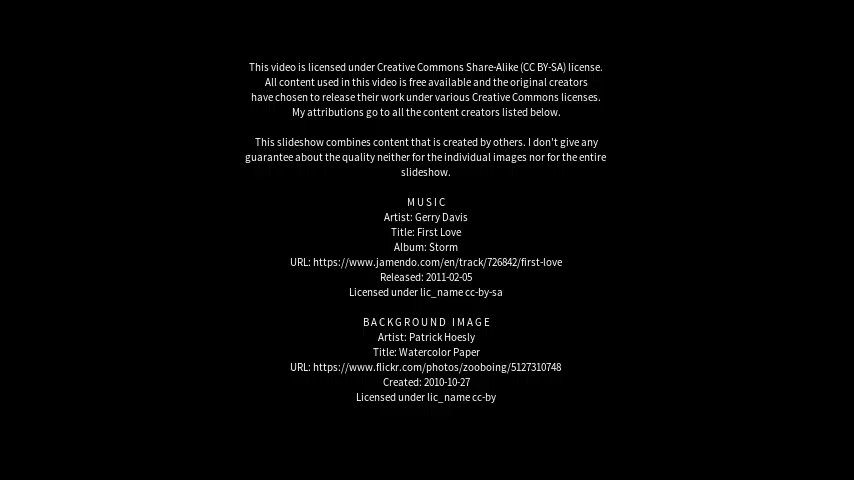 This video is licensed under Creative Commons Share-Alike (CC BY-SA) license.
All content used in this video is free available and the original creators
have chosen to release their work under various Creative Commons licenses.
My attributions go to all the content creators listed below.
This slideshow combines content that is created by others. I don't give any
guarantee about the quality neither for the individual images nor for the entire
slideshow.
MUSIC
Artist: Gerry Davis
Title: First Love
Album: Storm
URL: https://www.jamendo.com/en/track/726842/first-love
Released: 2011-02-05
Licensed under lic_name cc-by-sa
BACKGROUND IMAGE
Artist: Patrick Hoesly
Title: Watercolor Paper
URL: https://www.flickr.com/photos/zooboing/5127310748
Created: 2010-10-27
Licensed under lic_name cc-by